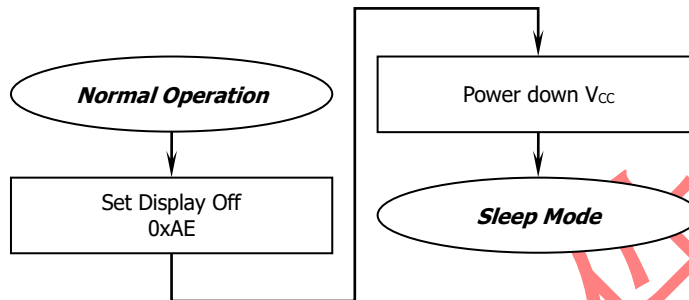 Normal Operation
Set Display Off
0xAE
Power down VCC
Sleep Mode